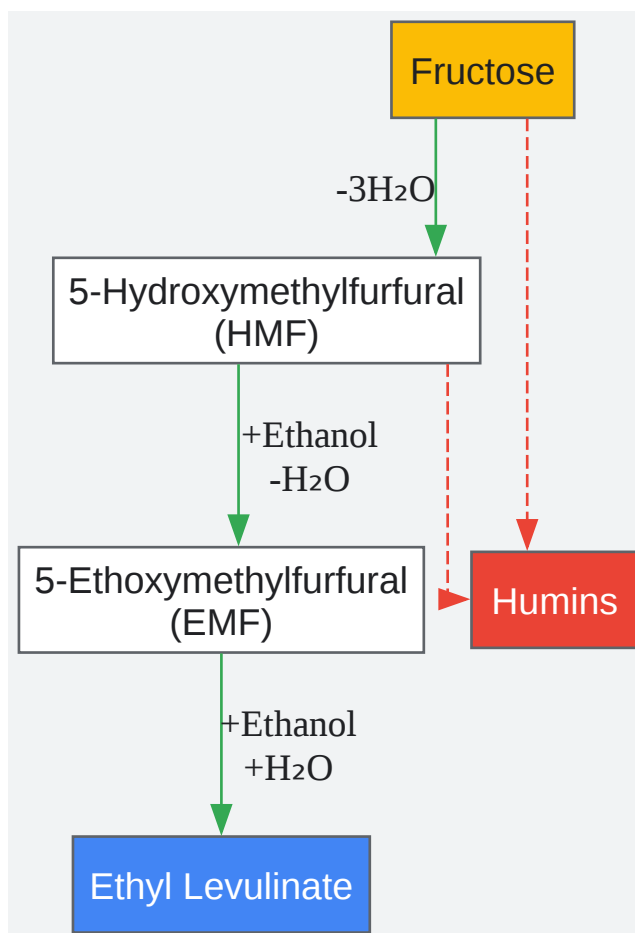 Fructose
-3H₂O
5-Hydroxymethylfurfural
(HMF)
+Ethanol
-H₂O
5-Ethoxymethylfurfural
(EMF)
Humins
+Ethanol
+H₂O
Ethyl Levulinate